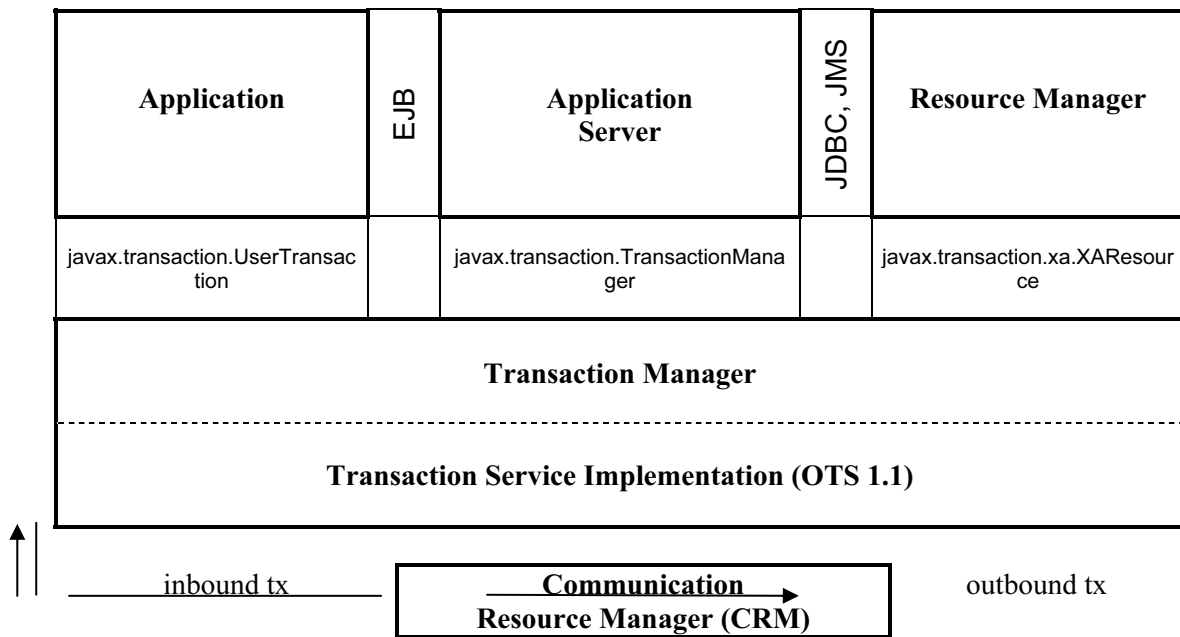 Application
EJB
Application
Server
JDBC, JMS
Resource Manager
javax.transaction.UserTransac
tion
javax.transaction.TransactionMana
ger
javax.transaction.xa.XAResour
ce
Transaction Manager
Transaction Service Implementation (OTS 1.1)
inbound tx
Communication
Resource Manager (CRM)
outbound tx